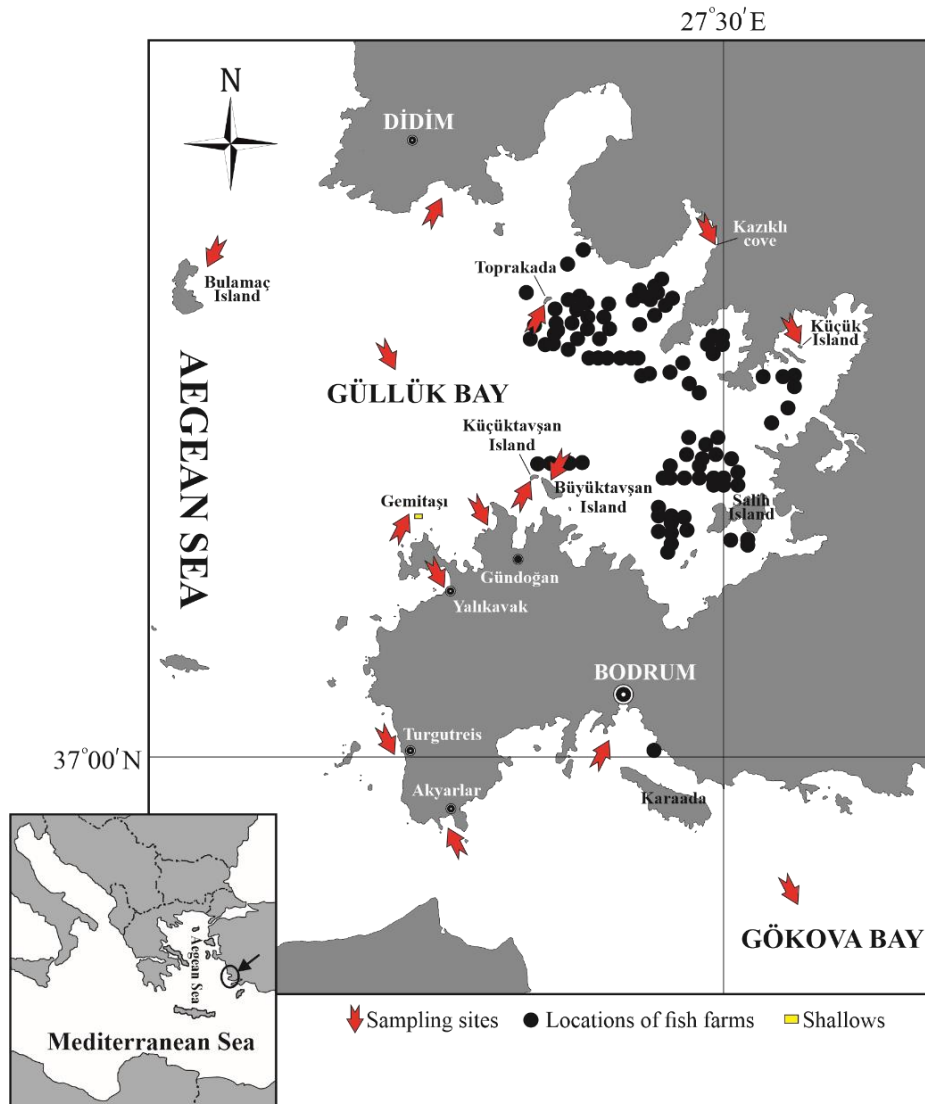 27°30′E
N
DİDİM
Kazıklı
cove
Toprakada
Bulamaç
Island
Küçük
Island
AEGEAN SEA
GÜLLÜK BAY
Küçüktavşan
Island
Büyüktavşan
Island
Gemitaşı
Salih
Island
Gündoğan
Yalıkavak
BODRUM
Turgutreis
37°00′N
Akyarlar
Karaada
GÖKOVA BAY
Aegean Sea
Mediterranean Sea
Sampling sites
Locations of fish farms
Shallows